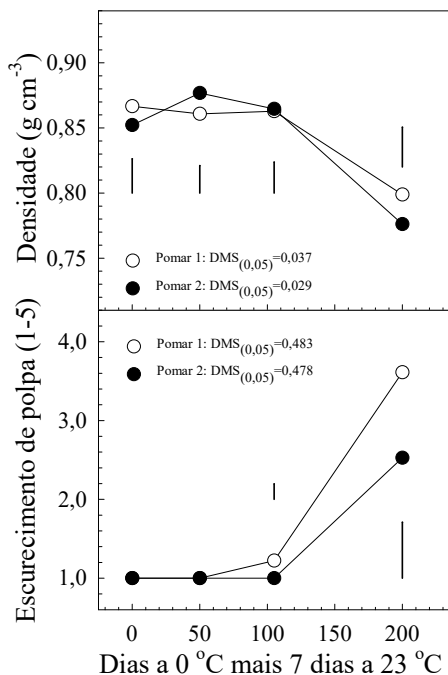 Densidade (g cm-3)
0,90
0,85
0,80
0,75
Pomar 1: DMS(0,05)=0,037
Pomar 2: DMS(0,05)=0,029
Escurecimento de polpa (1-5)
4,0
3,0
2,0
1,0
Pomar 1: DMS(0,05)=0,483
Pomar 2: DMS(0,05)=0,478
0 50 100 150 200
Dias a 0 oC mais 7 dias a 23 oC